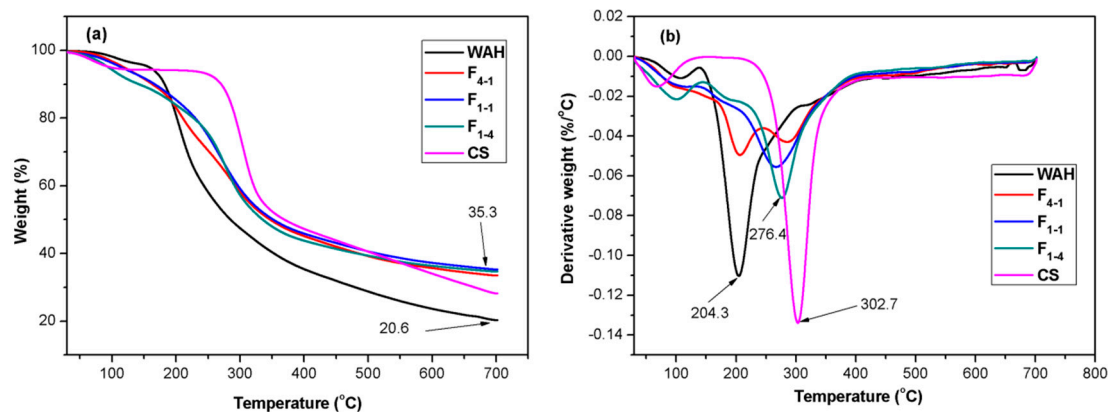 (a)
WAH
F4-1
F1-1
F1-4
CS
35.3
20.6
100
80
60
40
20
Weight (%)
100 200 300 400 500 600 700
Temperature (°C)
(b)
WAH
F4-1
F1-1
F1-4
CS
276.4
204.3
302.7
0.02
0.00
-0.02
-0.04
-0.06
-0.08
-0.10
-0.12
-0.14
Derivative weight (%/°C)
100 200 300 400 500 600 700 800
Temperature (°C)